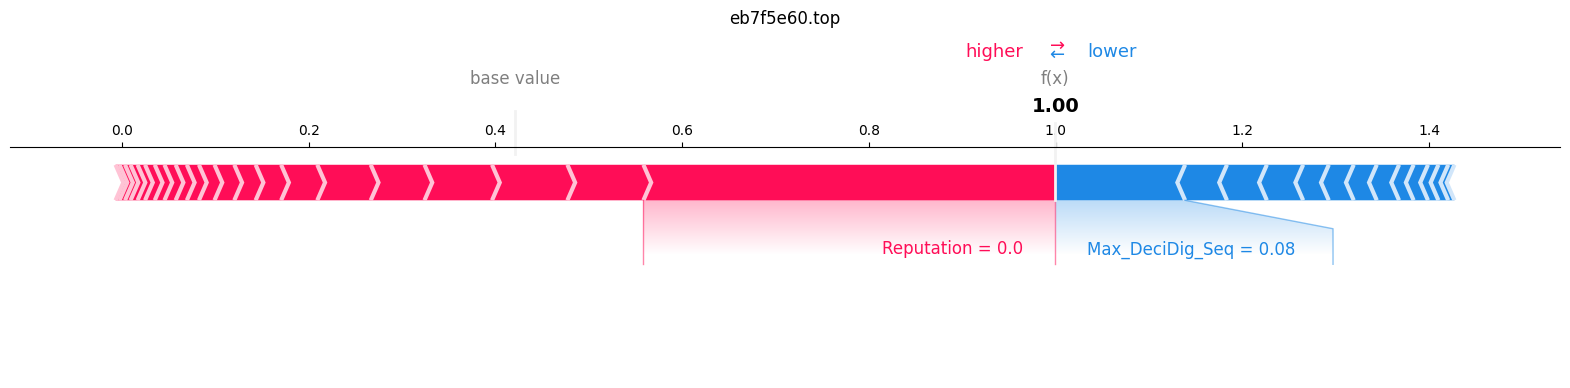 eb7f5e60.top
higher → ← lower
base value f(x)
1.00
0.0 0.2 0.4 0.6 0.8 1.0 1.2 1.4
Reputation = 0.0 Max_DeciDig_Seq = 0.08